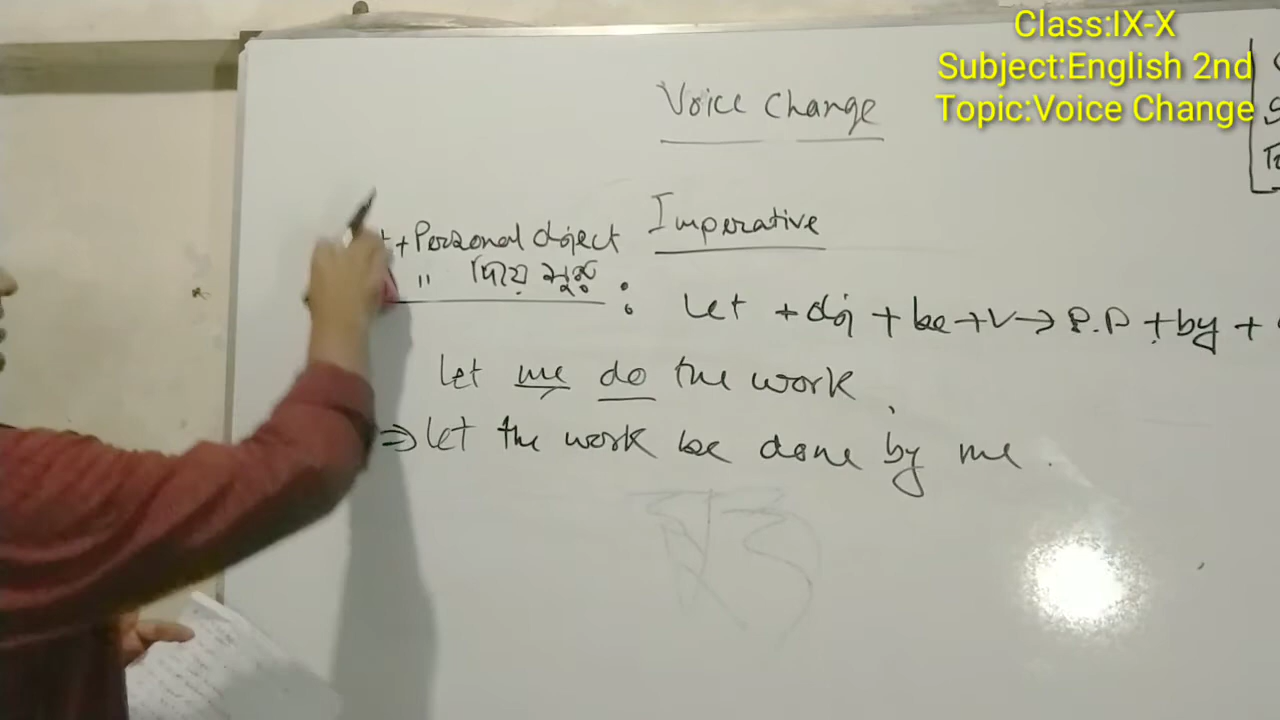 Class:IX-X
Subject:English 2nd
Topic:Voice Change
Voice Change
Imperative
+ Personal object
" দিয়ে শুরু :
Let + obj + be + V → P.P + by +
Let me do the work.
⇒ Let the work be done by me.